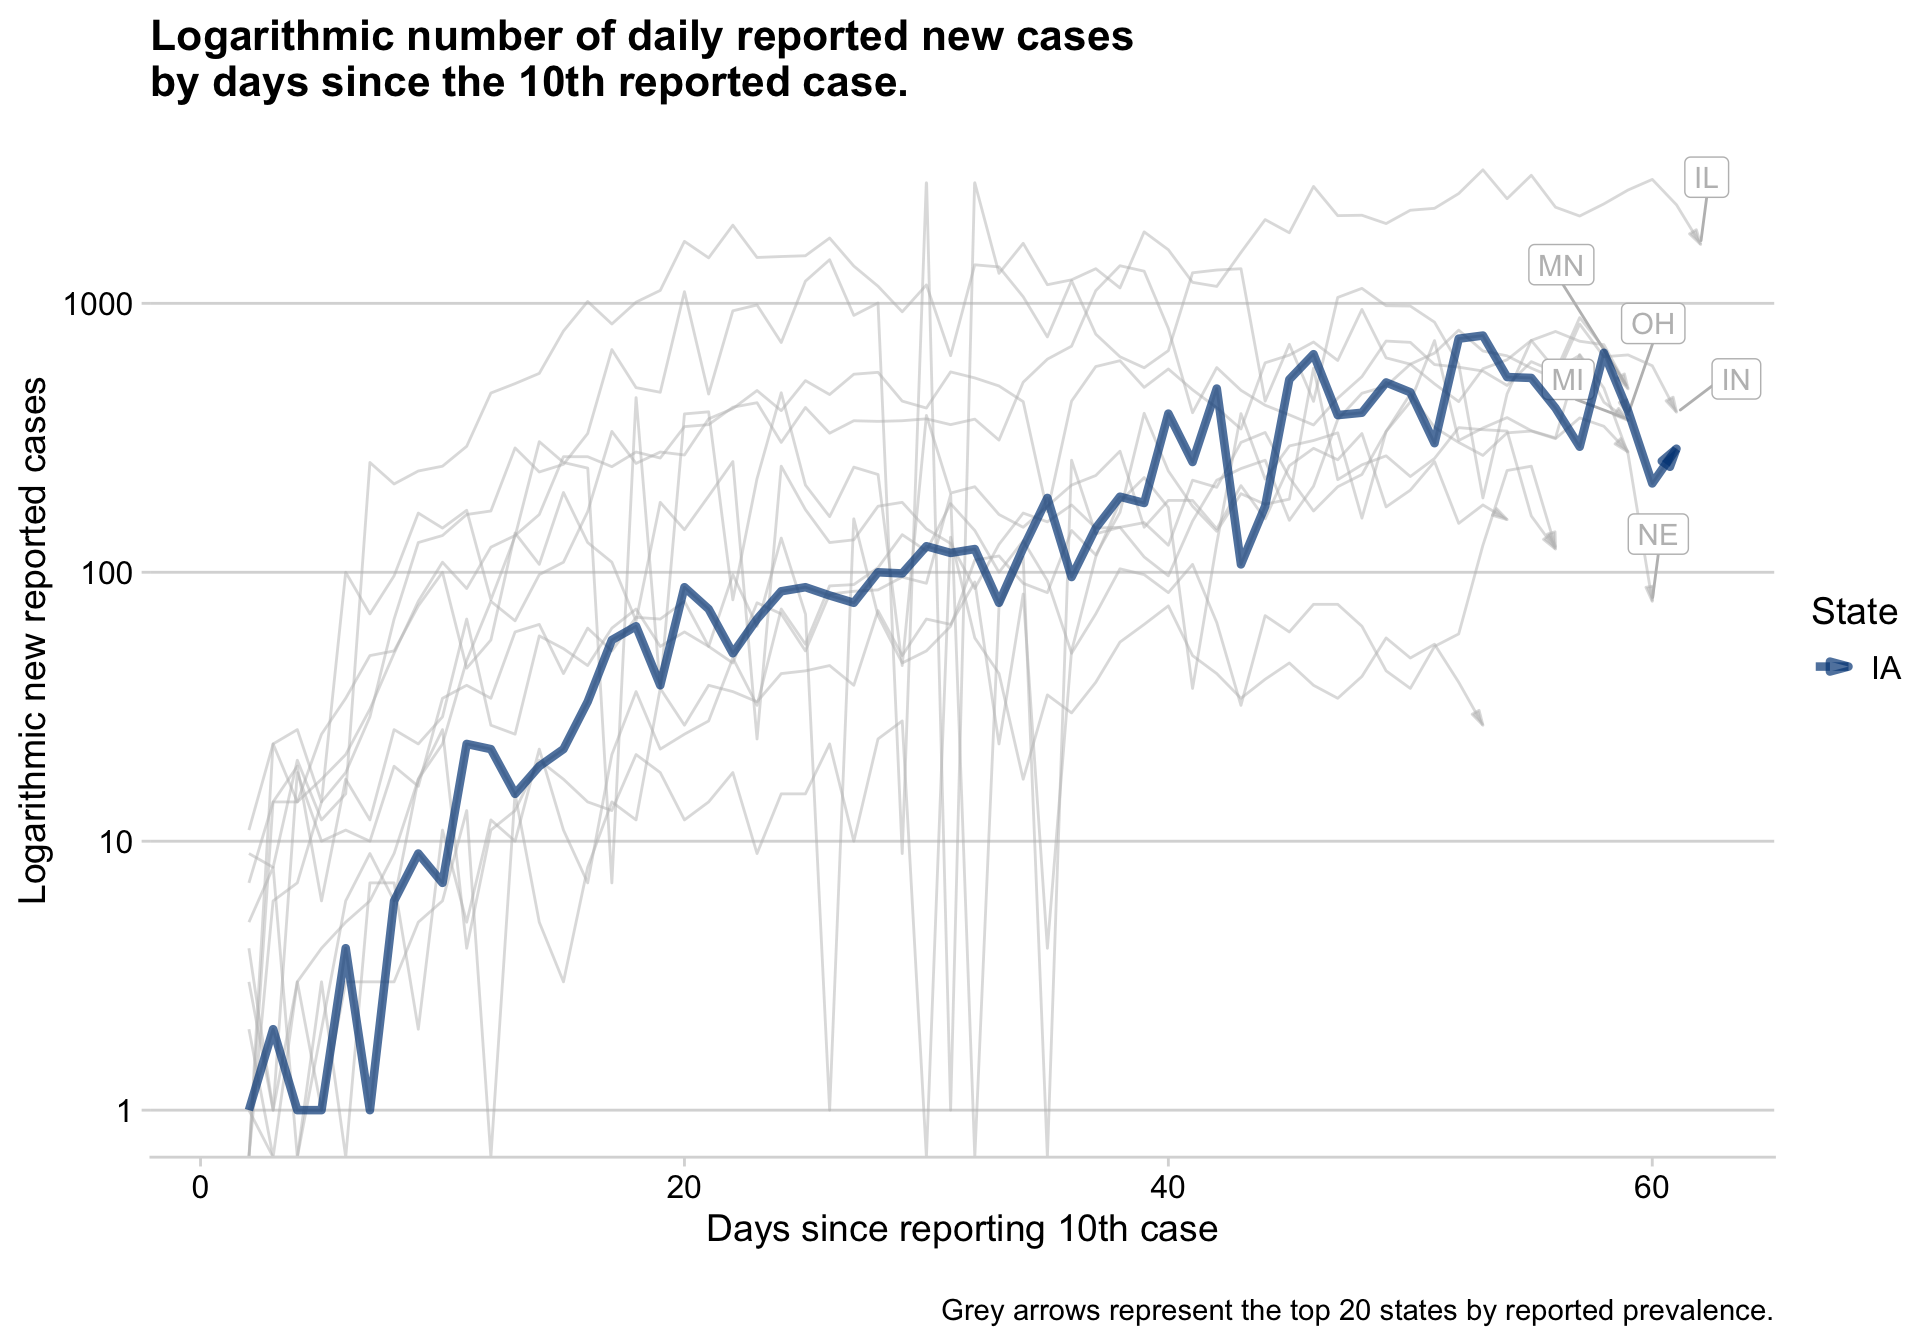 Logarithmic number of daily reported new cases
by days since the 10th reported case.
Logarithmic new reported cases
1000
100
10
1
IL
MN
OH
MI
IN
NE
State
IA
0
20
40
60
Days since reporting 10th case
Grey arrows represent the top 20 states by reported prevalence.